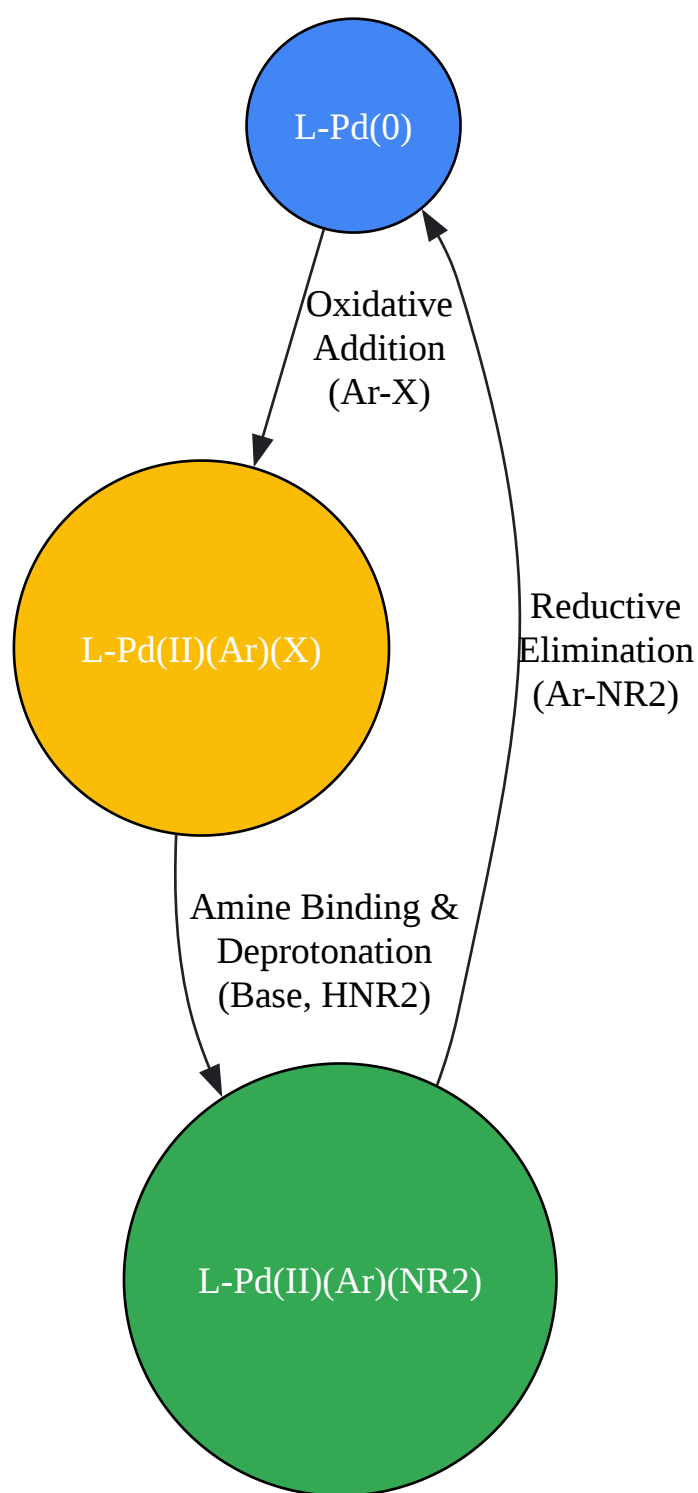 L-Pd(0)
Oxidative
Addition
(Ar-X)
L-Pd(II)(Ar)(X)
Reductive
Elimination
(Ar-NR2)
Amine Binding &
Deprotonation
(Base, HNR2)
L-Pd(II)(Ar)(NR2)